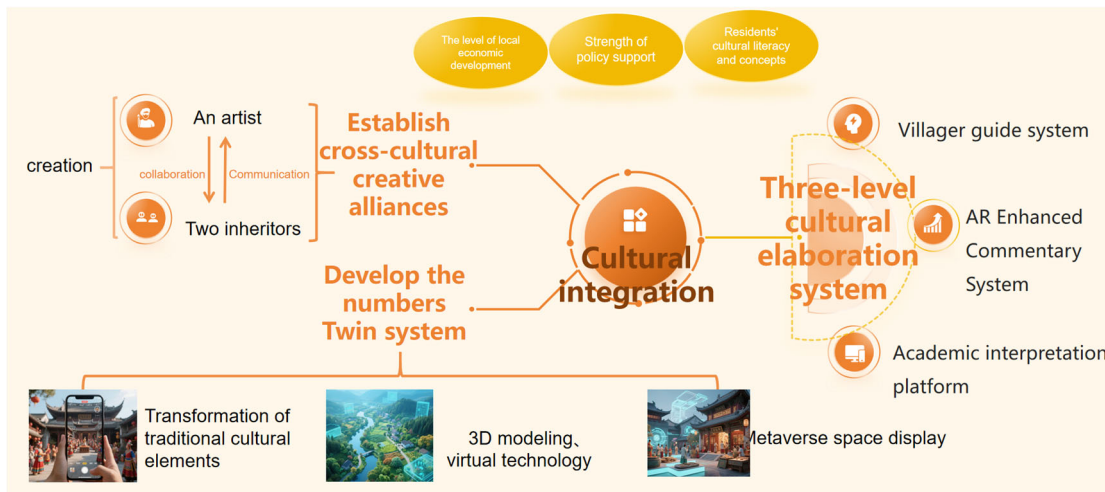 The level of local
economic
development
Strength of
policy support
Residents'
cultural literacy
and concepts
creation
An artist
collaboration
Communication
Two inheritors
Establish
cross-cultural
creative
alliances
Develop the
numbers
Twin system
Cultural
integration
Three-level
cultural
elaboration
system
Villager guide system
AR Enhanced
Commentary
System
Academic interpretation
platform
Transformation of
traditional cultural
elements
3D modeling、
virtual technology
Metaverse space display